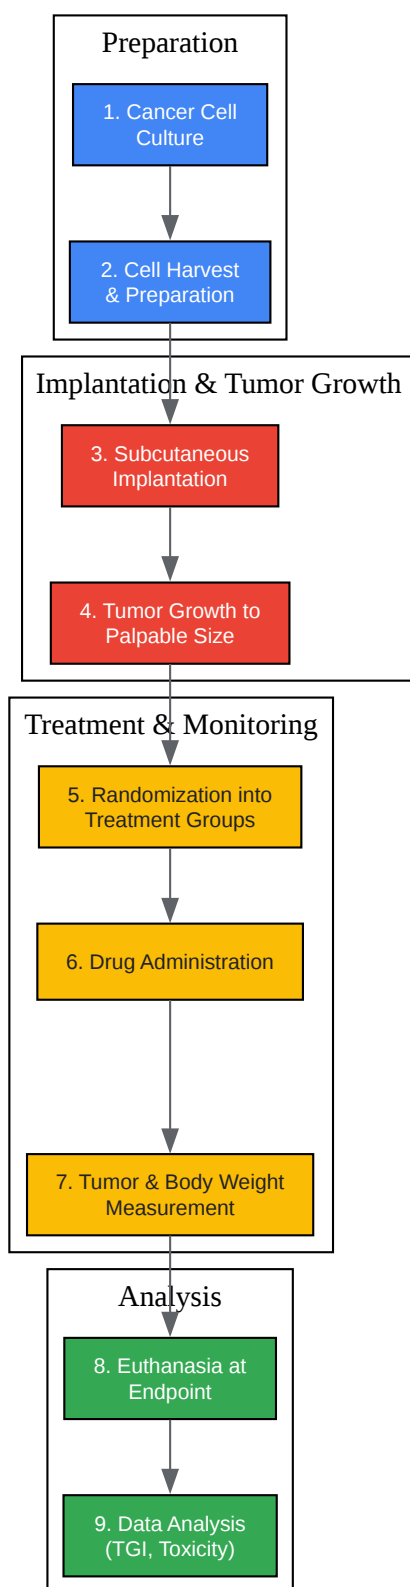 Preparation
1. Cancer Cell
Culture
2. Cell Harvest
& Preparation
Implantation & Tumor Growth
3. Subcutaneous
Implantation
4. Tumor Growth to
Palpable Size
Treatment & Monitoring
5. Randomization into
Treatment Groups
6. Drug Administration
7. Tumor & Body Weight
Measurement
Analysis
8. Euthanasia at
Endpoint
9. Data Analysis
(TGI, Toxicity)